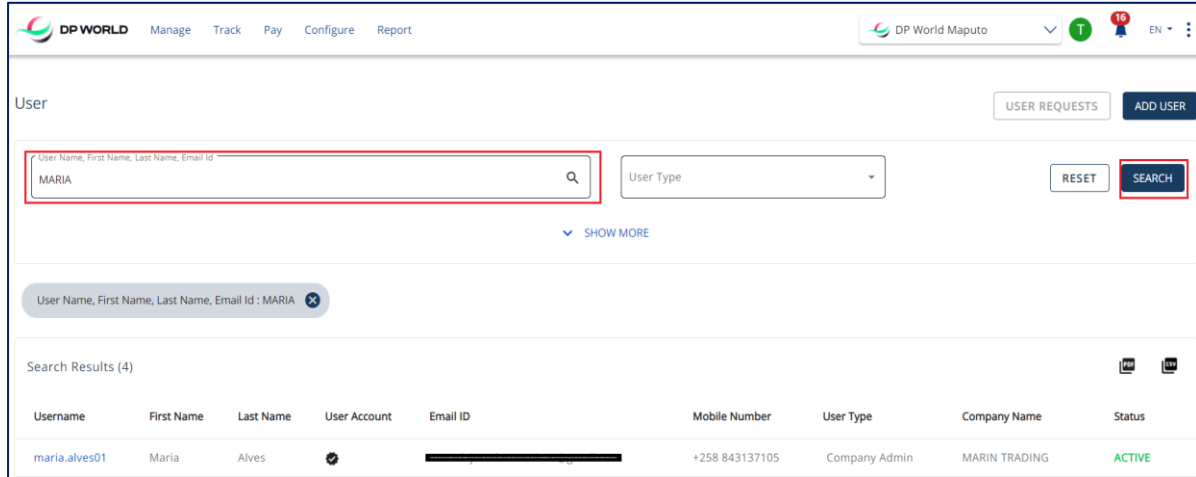 DP WORLD Manage Track Pay Configure Report DP World Maputo T 16 EN
User USER REQUESTS ADD USER
User Name, First Name, Last Name, Email Id
MARIA User Type RESET SEARCH
SHOW MORE
User Name, First Name, Last Name, Email Id : MARIA
Search Results (4) PDF CSV
Username First Name Last Name User Account Email ID Mobile Number User Type Company Name Status
maria.alves01 Maria Alves +258 843137105 Company Admin MARIN TRADING ACTIVE